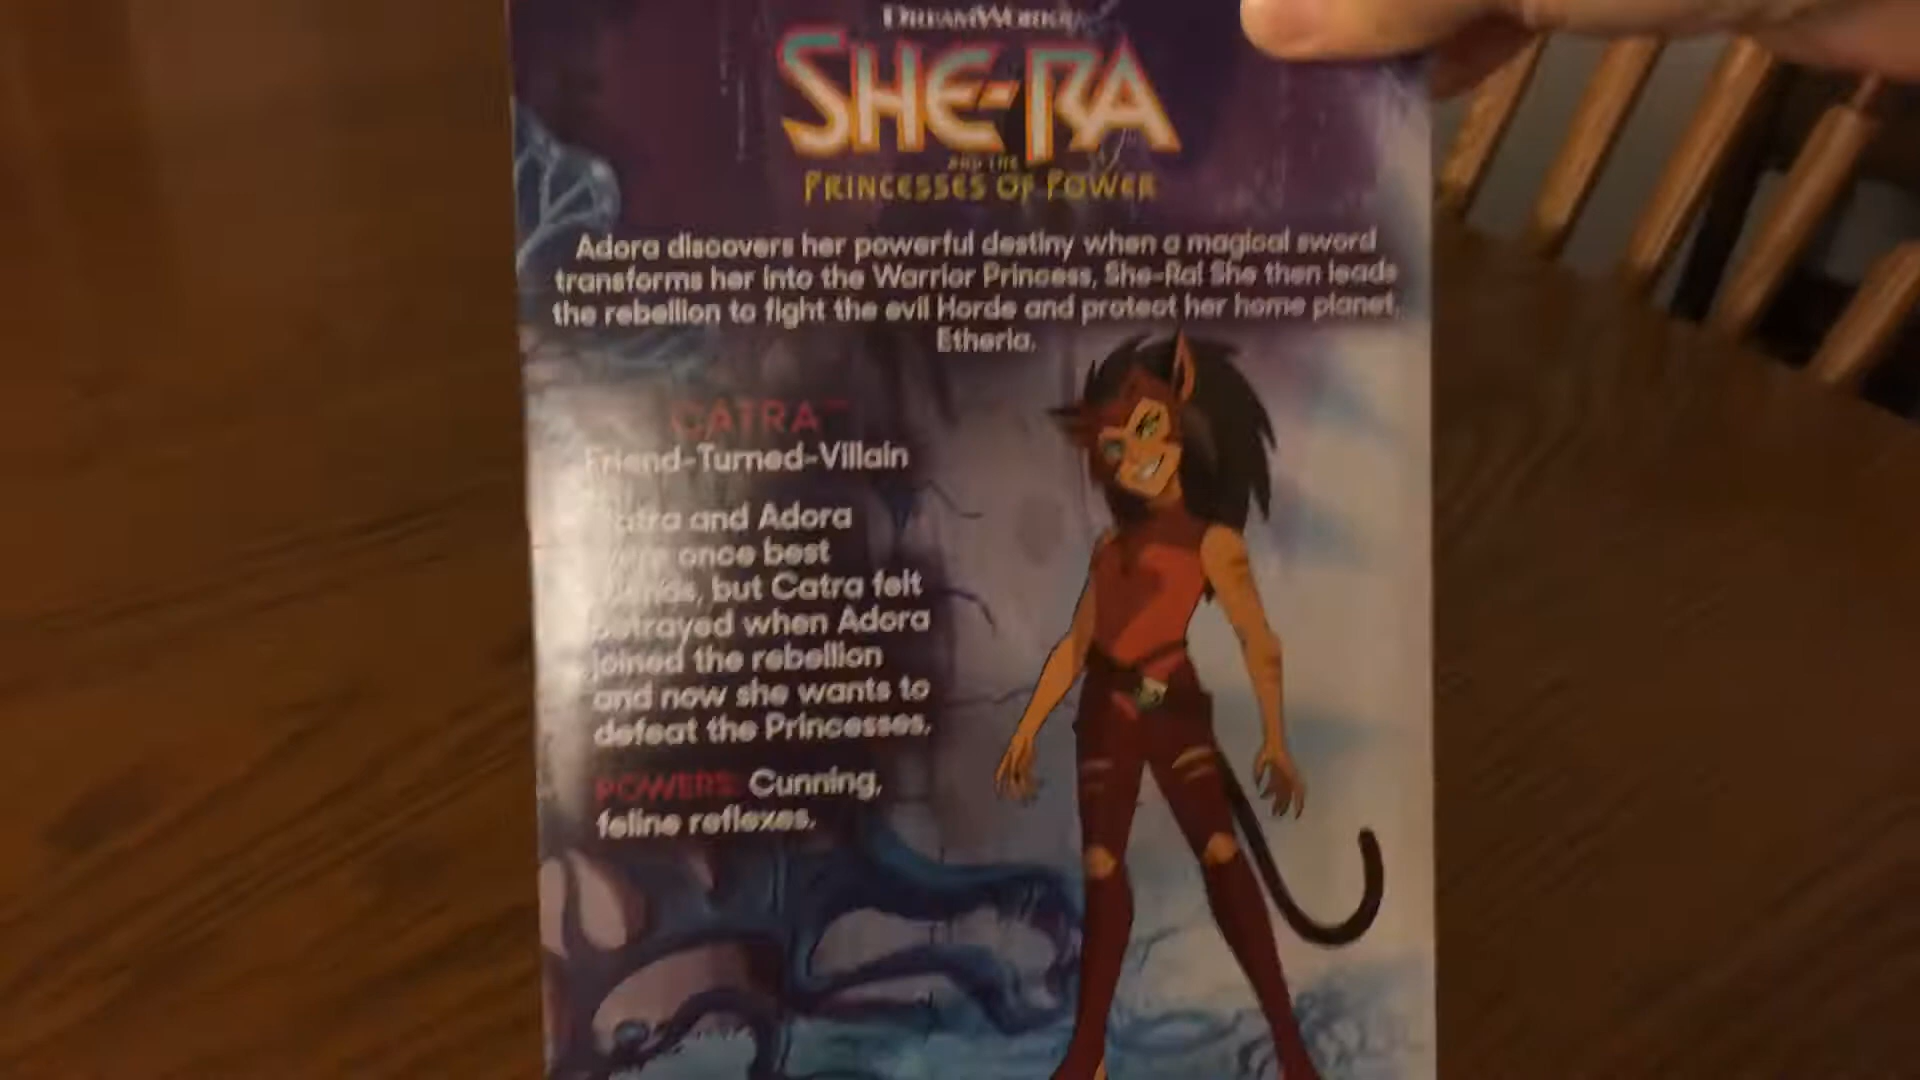 DREAMWORKS
SHE-RA
AND THE
PRINCESSES OF POWER
Adora discovers her powerful destiny when a magical sword
transforms her into the Warrior Princess, She-Ra! She then leads
the rebellion to fight the evil Horde and protect her home planet,
Etheria.
CATRA™
Friend-Turned-Villain
Catra and Adora
were once best
friends, but Catra felt
betrayed when Adora
joined the rebellion
and now she wants to
defeat the Princesses.
POWERS: Cunning,
feline reflexes.